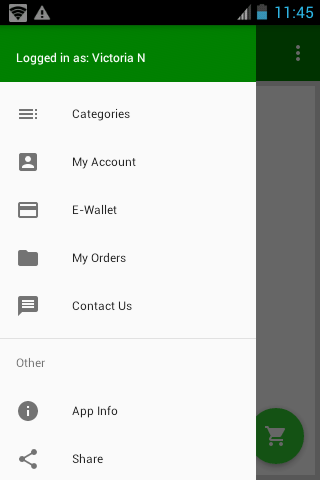 11:45
Logged in as: Victoria N
Categories
My Account
E-Wallet
My Orders
Contact Us
Other
App Info
Share